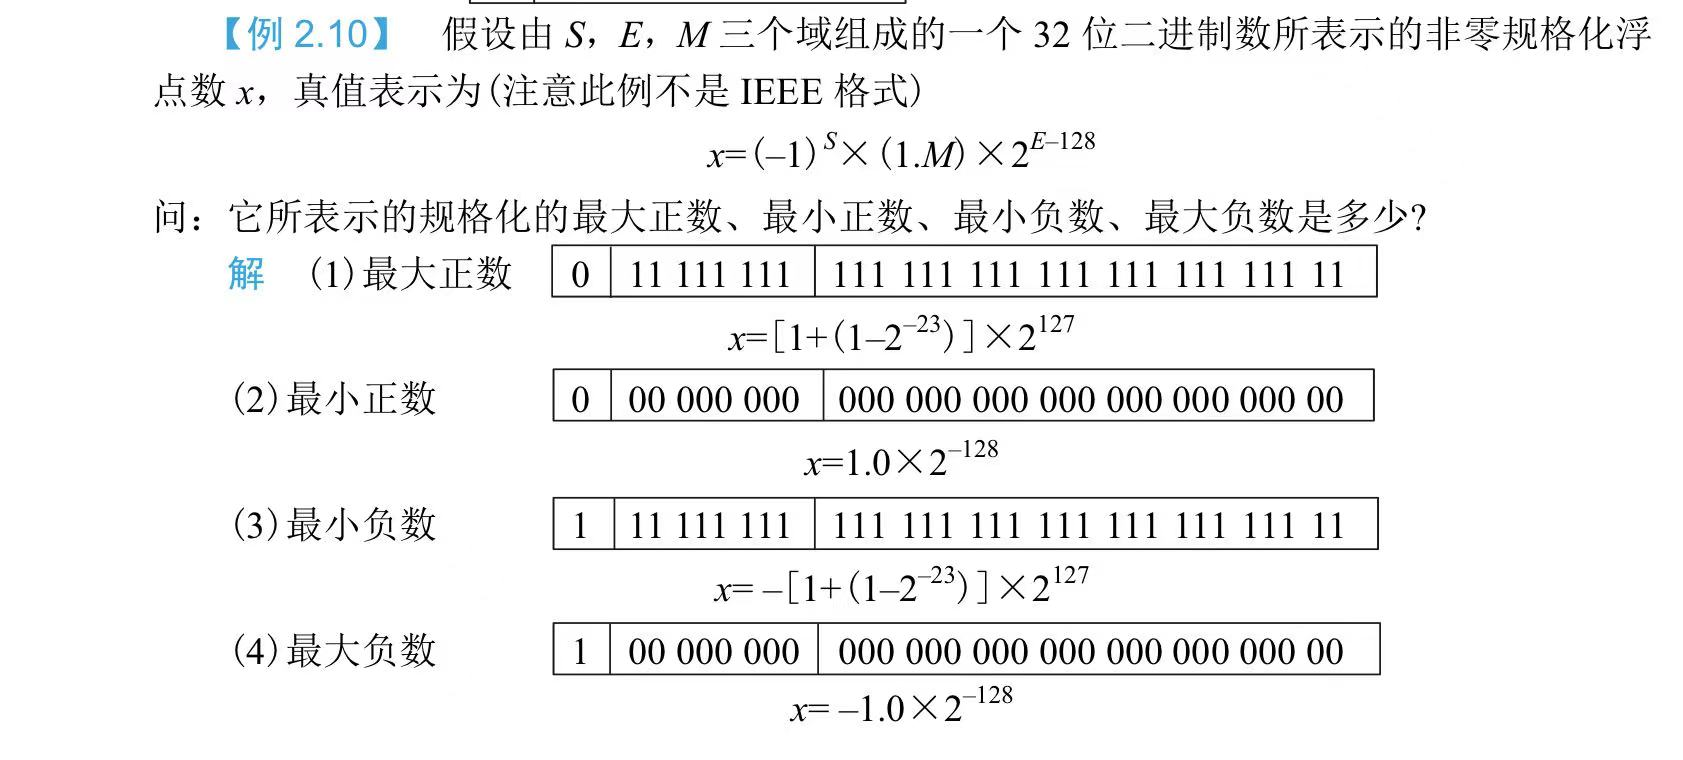 【例 2.10】 假设由 S，E，M 三个域组成的一个 32 位二进制数所表示的非零规格化浮
点数 x，真值表示为(注意此例不是 IEEE 格式)
x=(–1)^S×(1.M)×2^{E–128}
问：它所表示的规格化的最大正数、最小正数、最小负数、最大负数是多少？
解 (1)最大正数 0 11 111 111 111 111 111 111 111 111 111 11
x=[1+(1–2^{–23})]×2^{127}
(2)最小正数 0 00 000 000 000 000 000 000 000 000 000 00
x=1.0×2^{–128}
(3)最小负数 1 11 111 111 111 111 111 111 111 111 111 11
x= –[1+(1–2^{–23})]×2^{127}
(4)最大负数 1 00 000 000 000 000 000 000 000 000 000 00
x= –1.0×2^{–128}